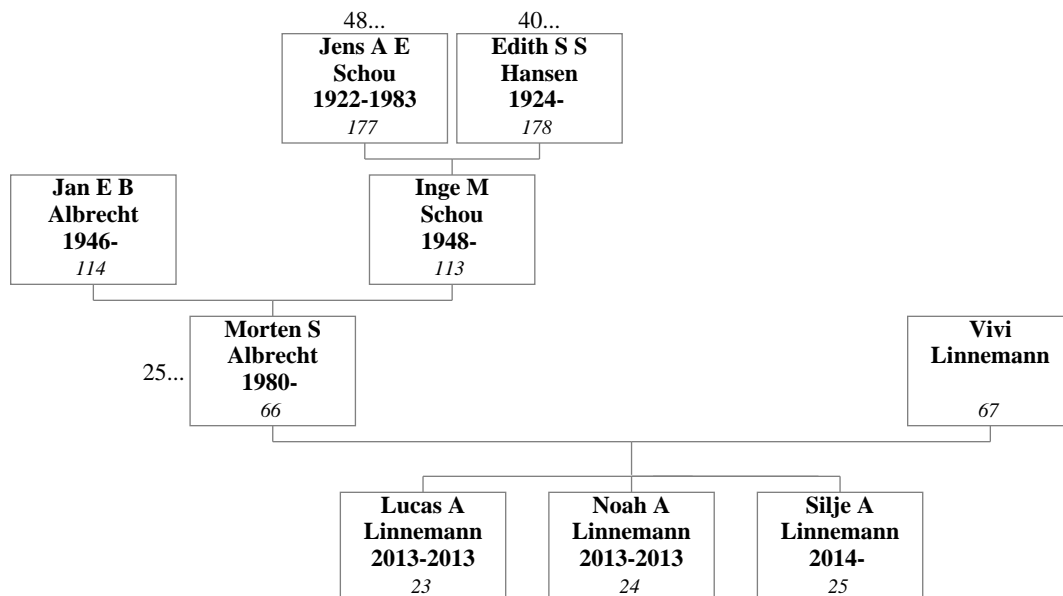 48...
40...
Jens A E
Schou
1922-1983
177
Edith S S
Hansen
1924-
178
Jan E B
Albrecht
1946-
114
Inge M
Schou
1948-
113
25...
Morten S
Albrecht
1980-
66
Vivi
Linnemann
67
Lucas A
Linnemann
2013-2013
23
Noah A
Linnemann
2013-2013
24
Silje A
Linnemann
2014-
25